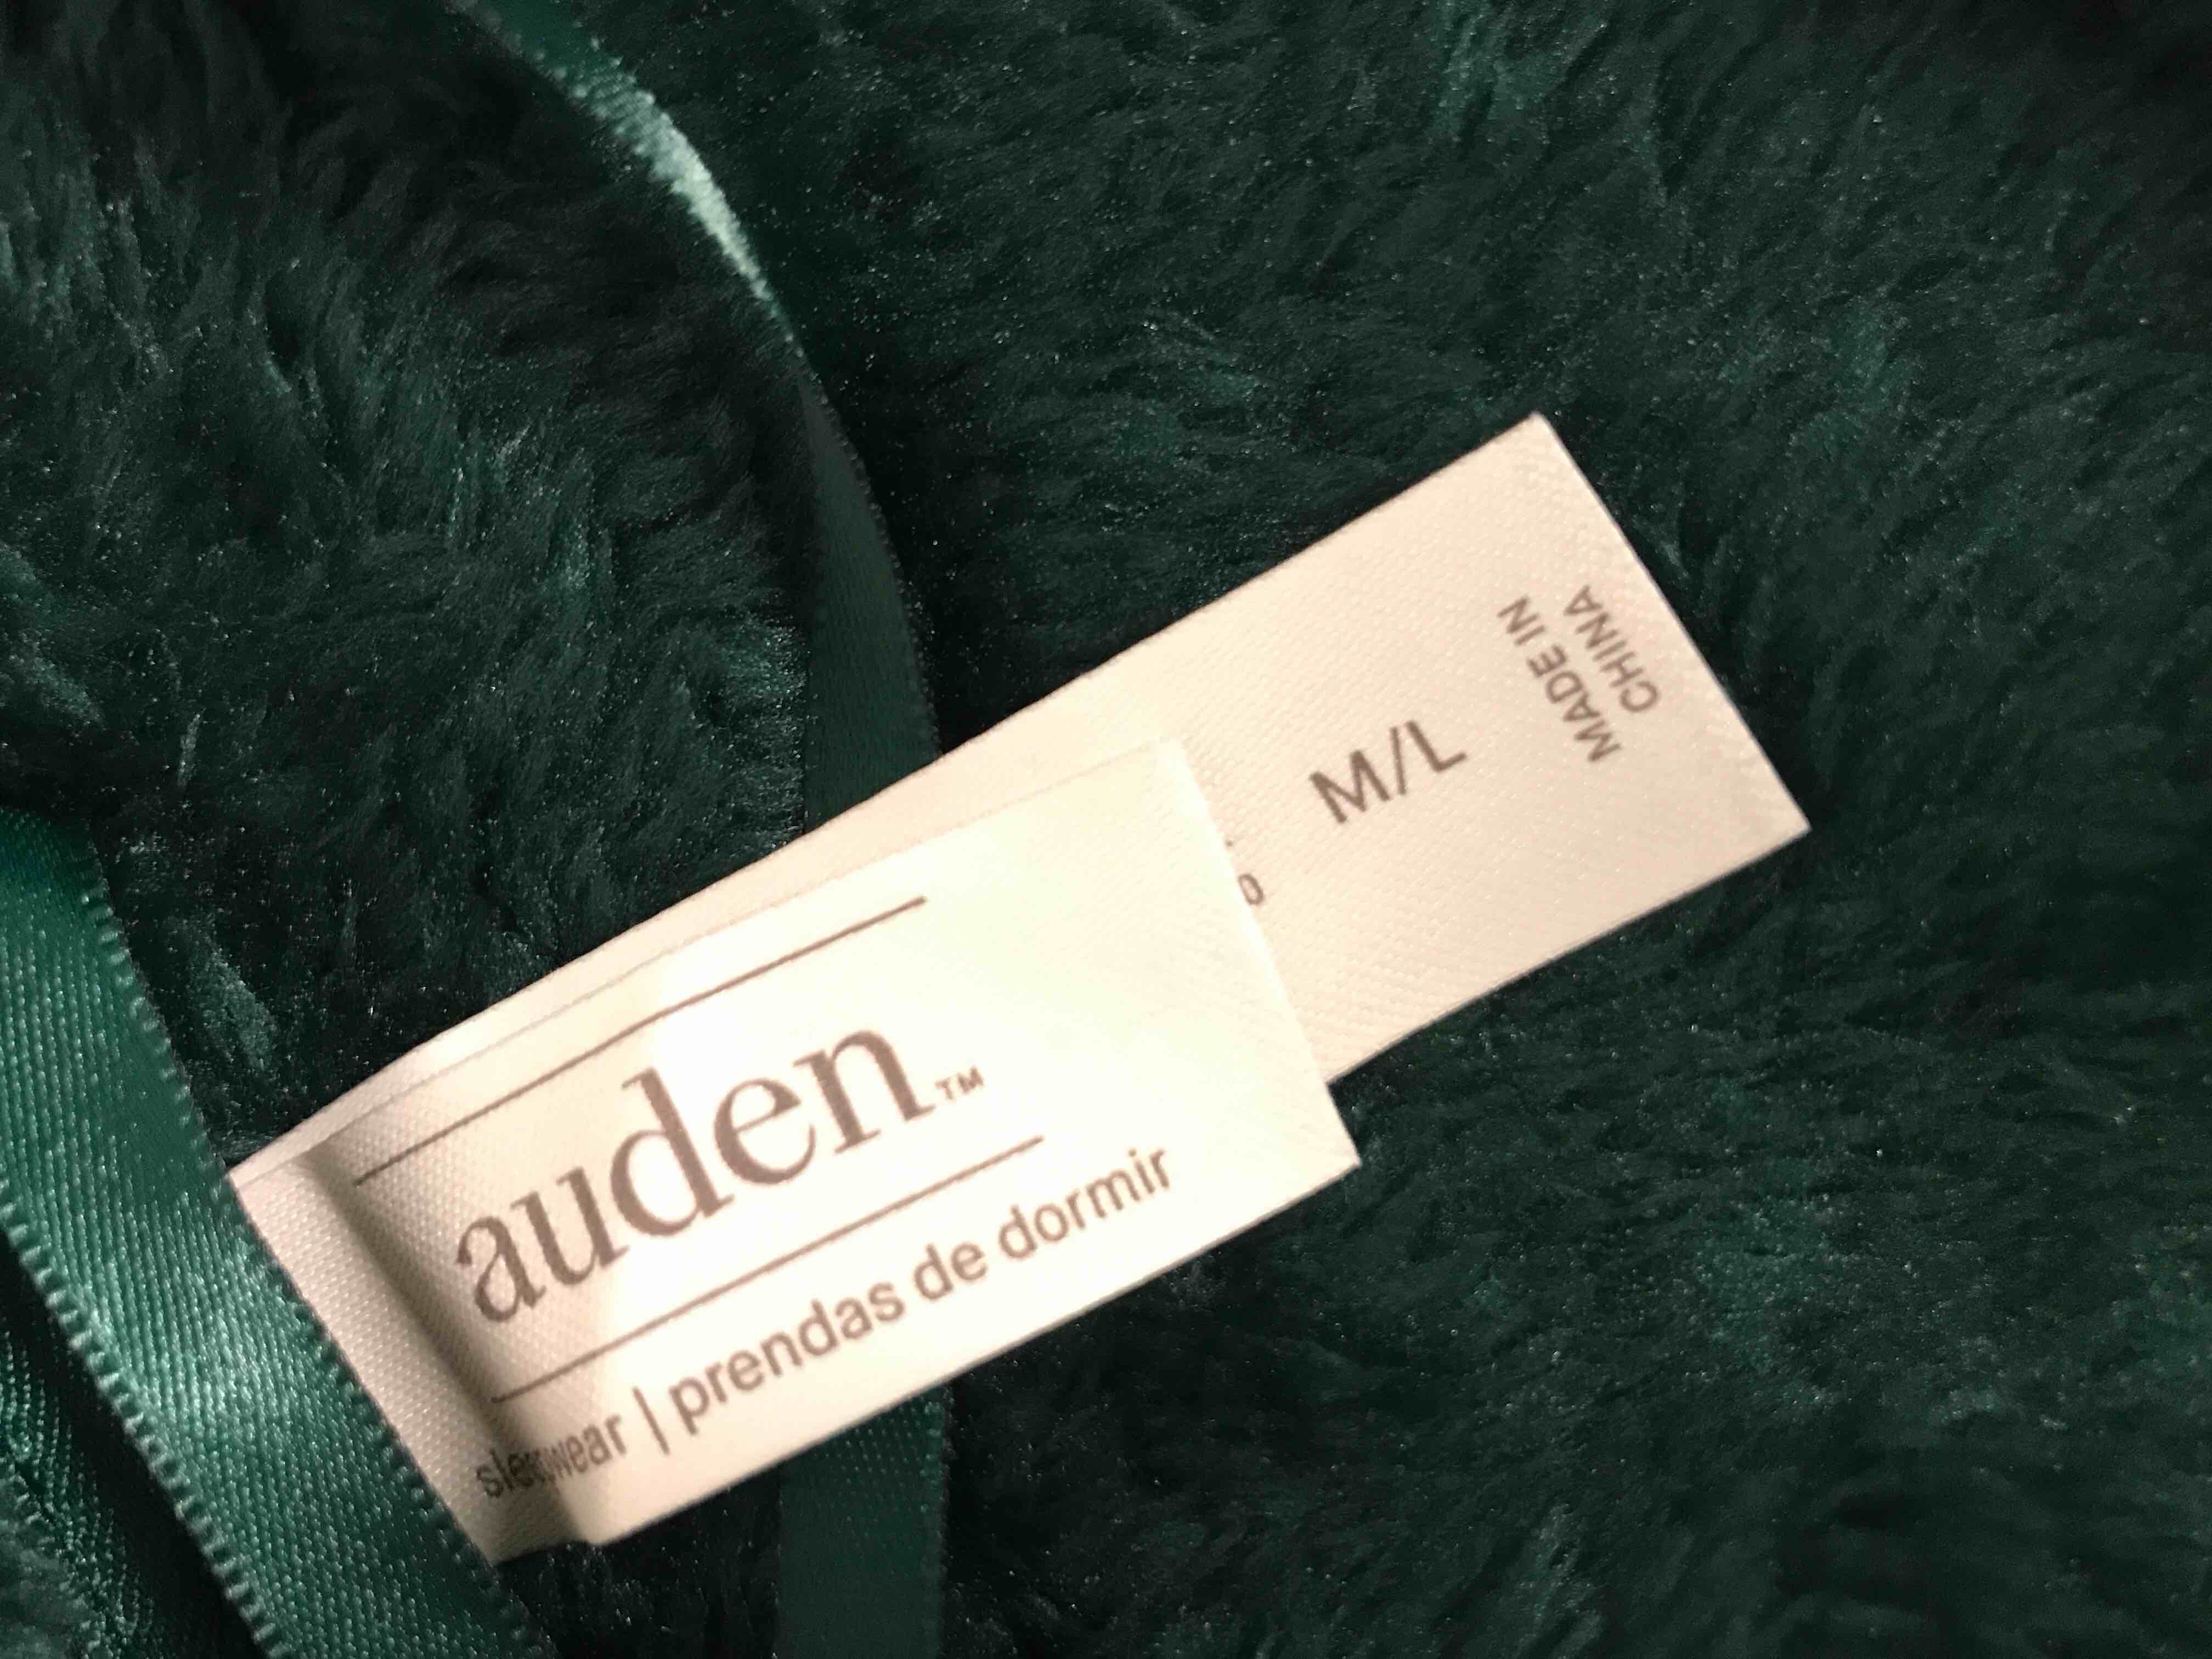 auden™
sleepwear | prendas de dormir
M/L
MADE IN
CHINA